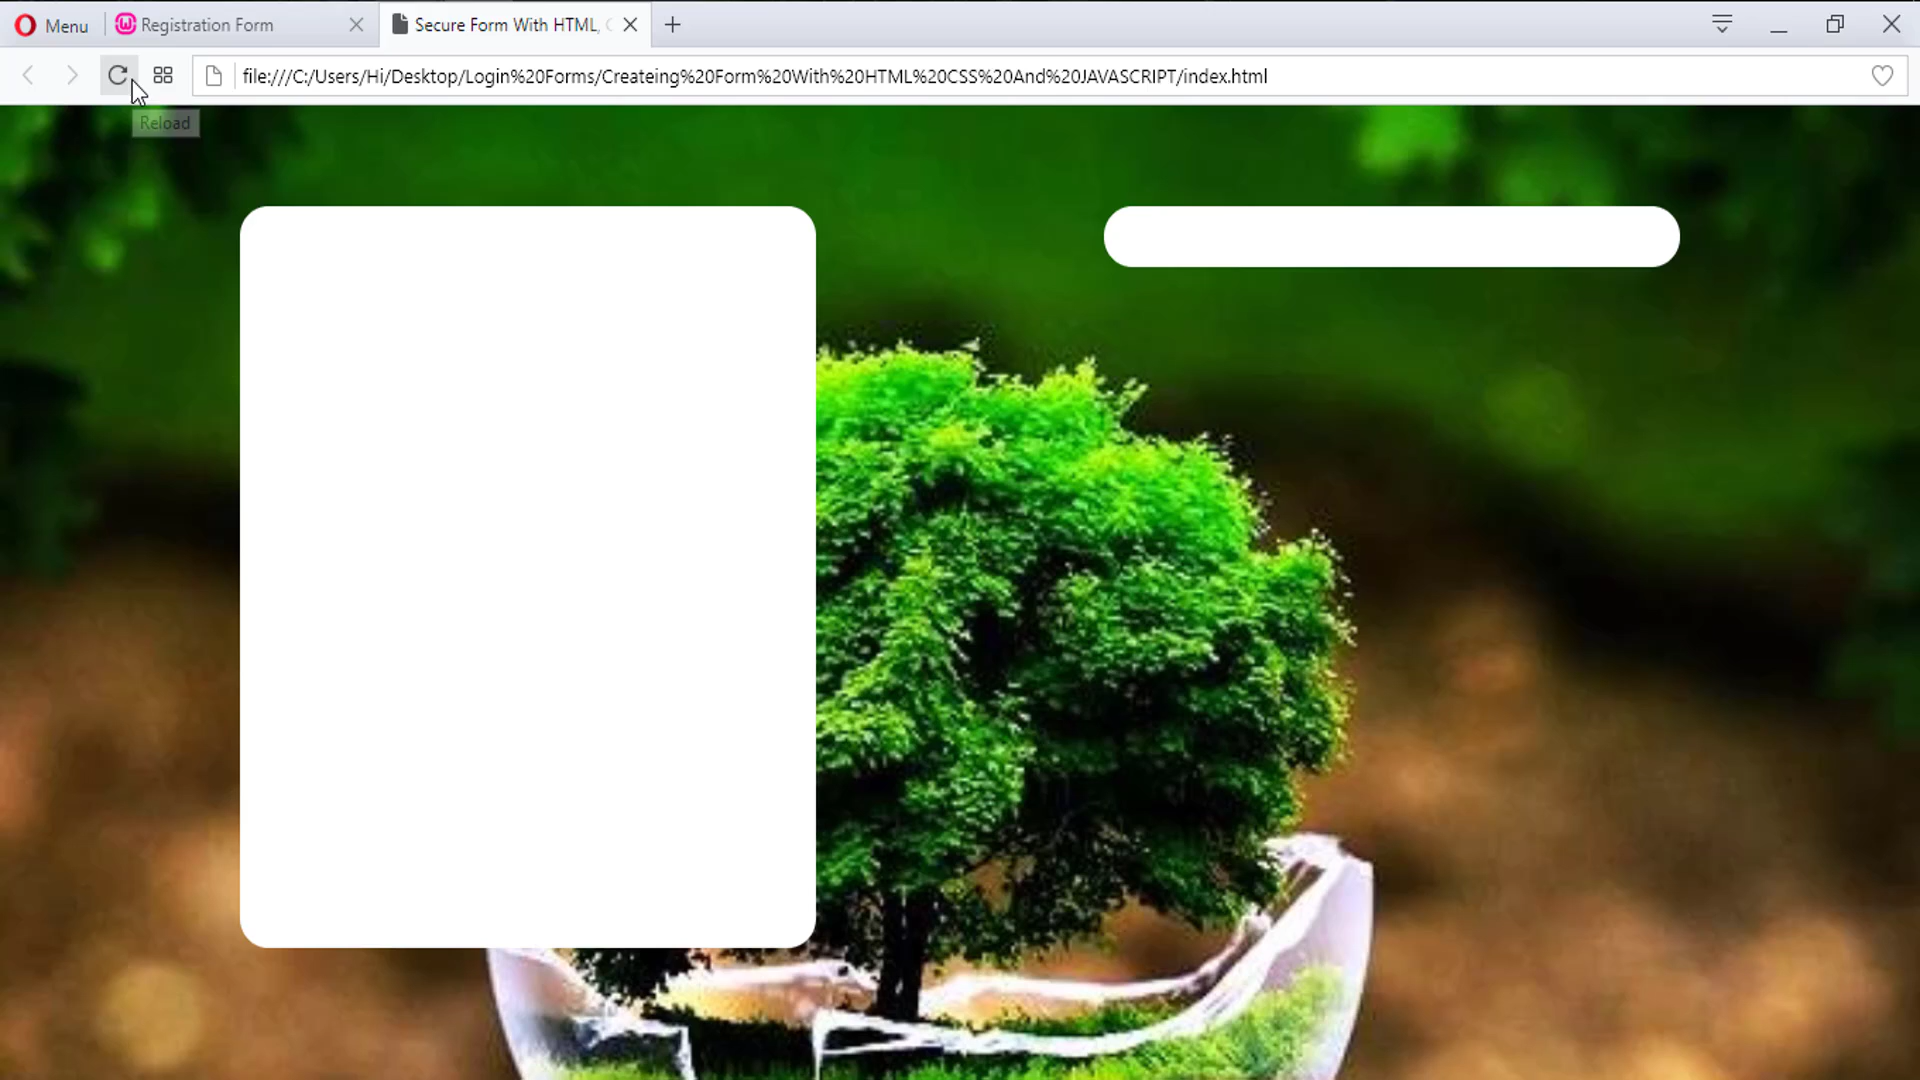 Menu
Registration Form
Secure Form With HTML,
file:///C:/Users/Hi/Desktop/Login%20Forms/Createing%20Form%20With%20HTML%20CSS%20And%20JAVASCRIPT/index.html
Reload